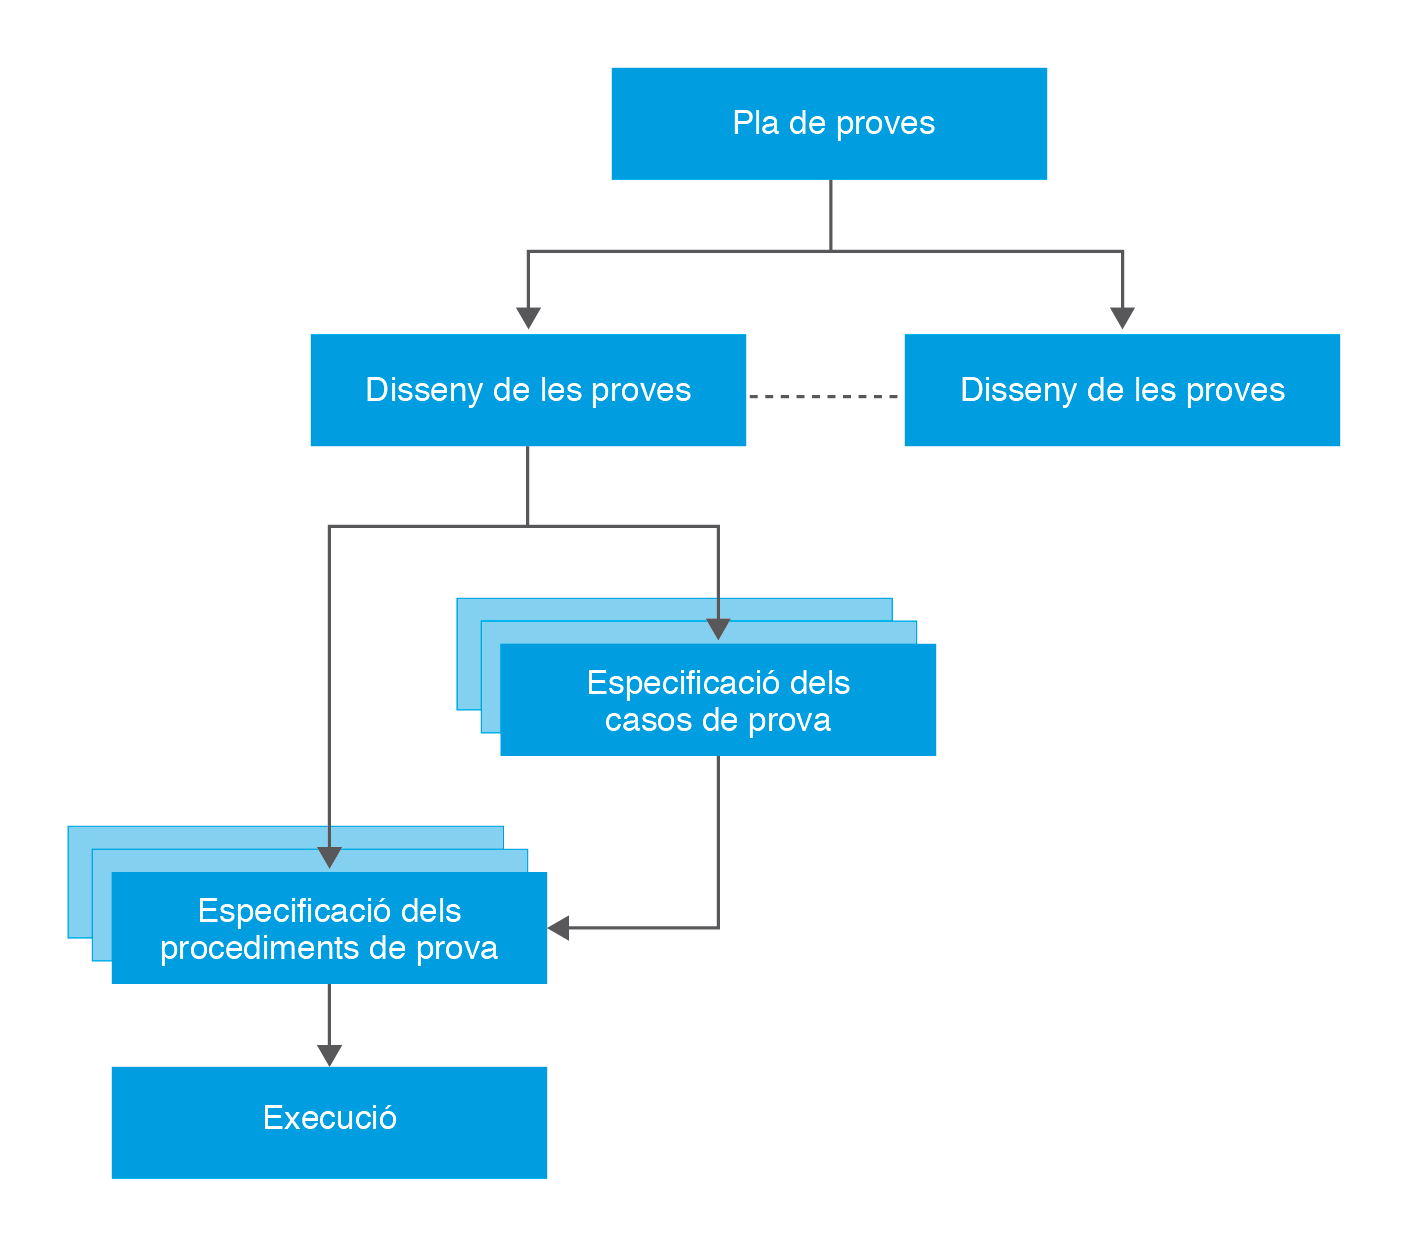 Pla de proves
Disseny de les proves
Disseny de les proves
Especificació dels
casos de prova
Especificació dels
procediments de prova
Execució